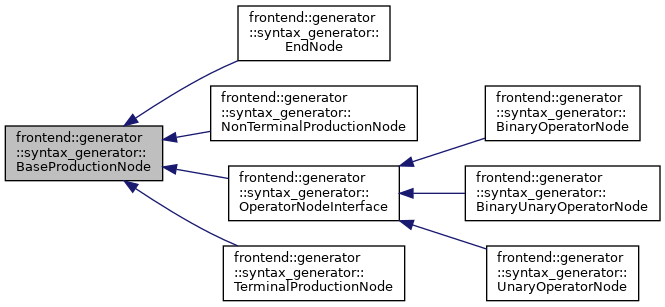 frontend::generator
::syntax_generator::
EndNode
frontend::generator
::syntax_generator::
NonTerminalProductionNode
frontend::generator
::syntax_generator::
BinaryOperatorNode
frontend::generator
::syntax_generator::
BaseProductionNode
frontend::generator
::syntax_generator::
OperatorNodeInterface
frontend::generator
::syntax_generator::
BinaryUnaryOperatorNode
frontend::generator
::syntax_generator::
TerminalProductionNode
frontend::generator
::syntax_generator::
UnaryOperatorNode